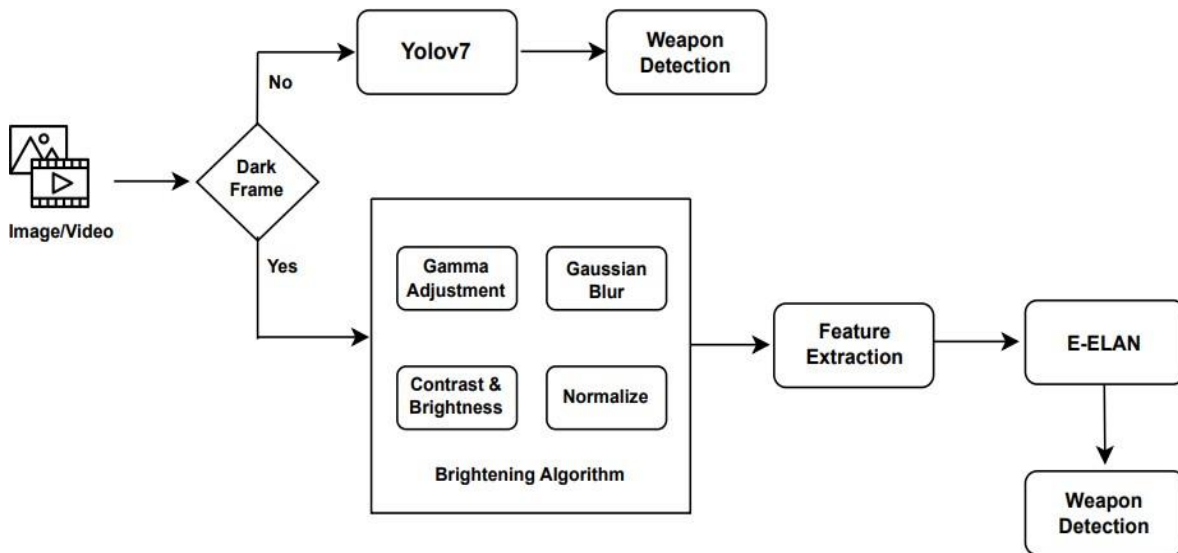 Yolov7
Weapon
Detection
No
Dark
Frame
Image/Video
Yes
Gamma
Adjustment
Gaussian
Blur
Contrast &
Brightness
Normalize
Brightening Algorithm
Feature
Extraction
E-ELAN
Weapon
Detection